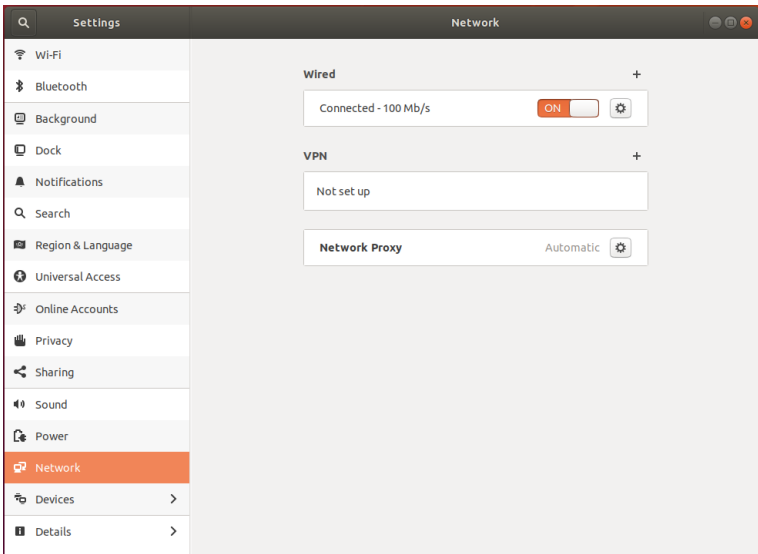 Settings
Network
Wi-Fi
Bluetooth
Background
Dock
Notifications
Search
Region & Language
Universal Access
Online Accounts
Privacy
Sharing
Sound
Power
Network
Devices
Details
Wired
Connected - 100 Mb/s ON
VPN
Not set up
Network Proxy Automatic